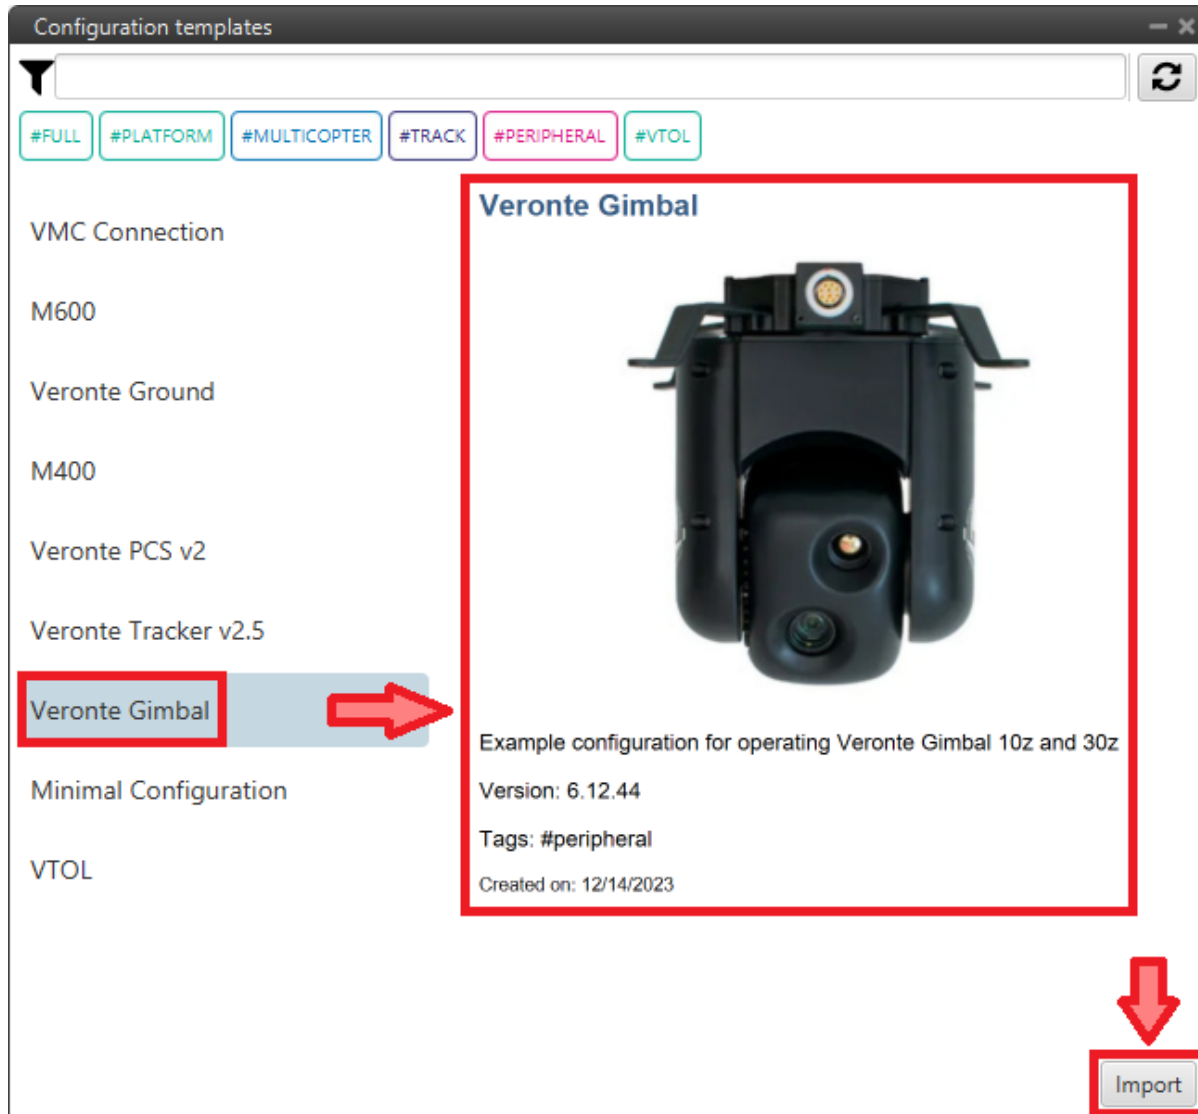 Configuration templates
#FULL #PLATFORM #MULTICOPTER #TRACK #PERIPHERAL #VTOL
VMC Connection
M600
Veronte Ground
M400
Veronte PCS v2
Veronte Tracker v2.5
Veronte Gimbal
Minimal Configuration
VTOL
Veronte Gimbal
Example configuration for operating Veronte Gimbal 10z and 30z
Version: 6.12.44
Tags: #peripheral
Created on: 12/14/2023
Import